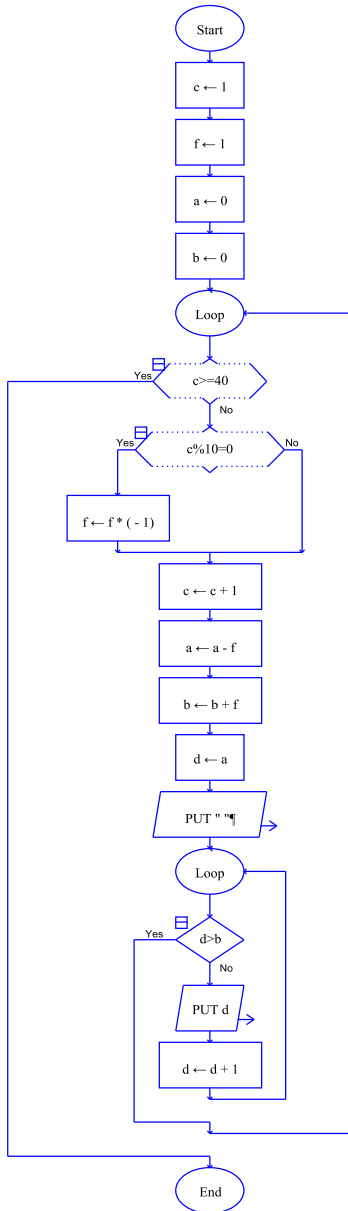 Start
c ← 1
f ← 1
a ← 0
b ← 0
Loop
Yes
c>=40
No
Yes
c%10=0
No
f ← f * ( - 1)
c ← c + 1
a ← a - f
b ← b + f
d ← a
PUT " "¶
Loop
Yes
d>b
No
PUT d
d ← d + 1
End